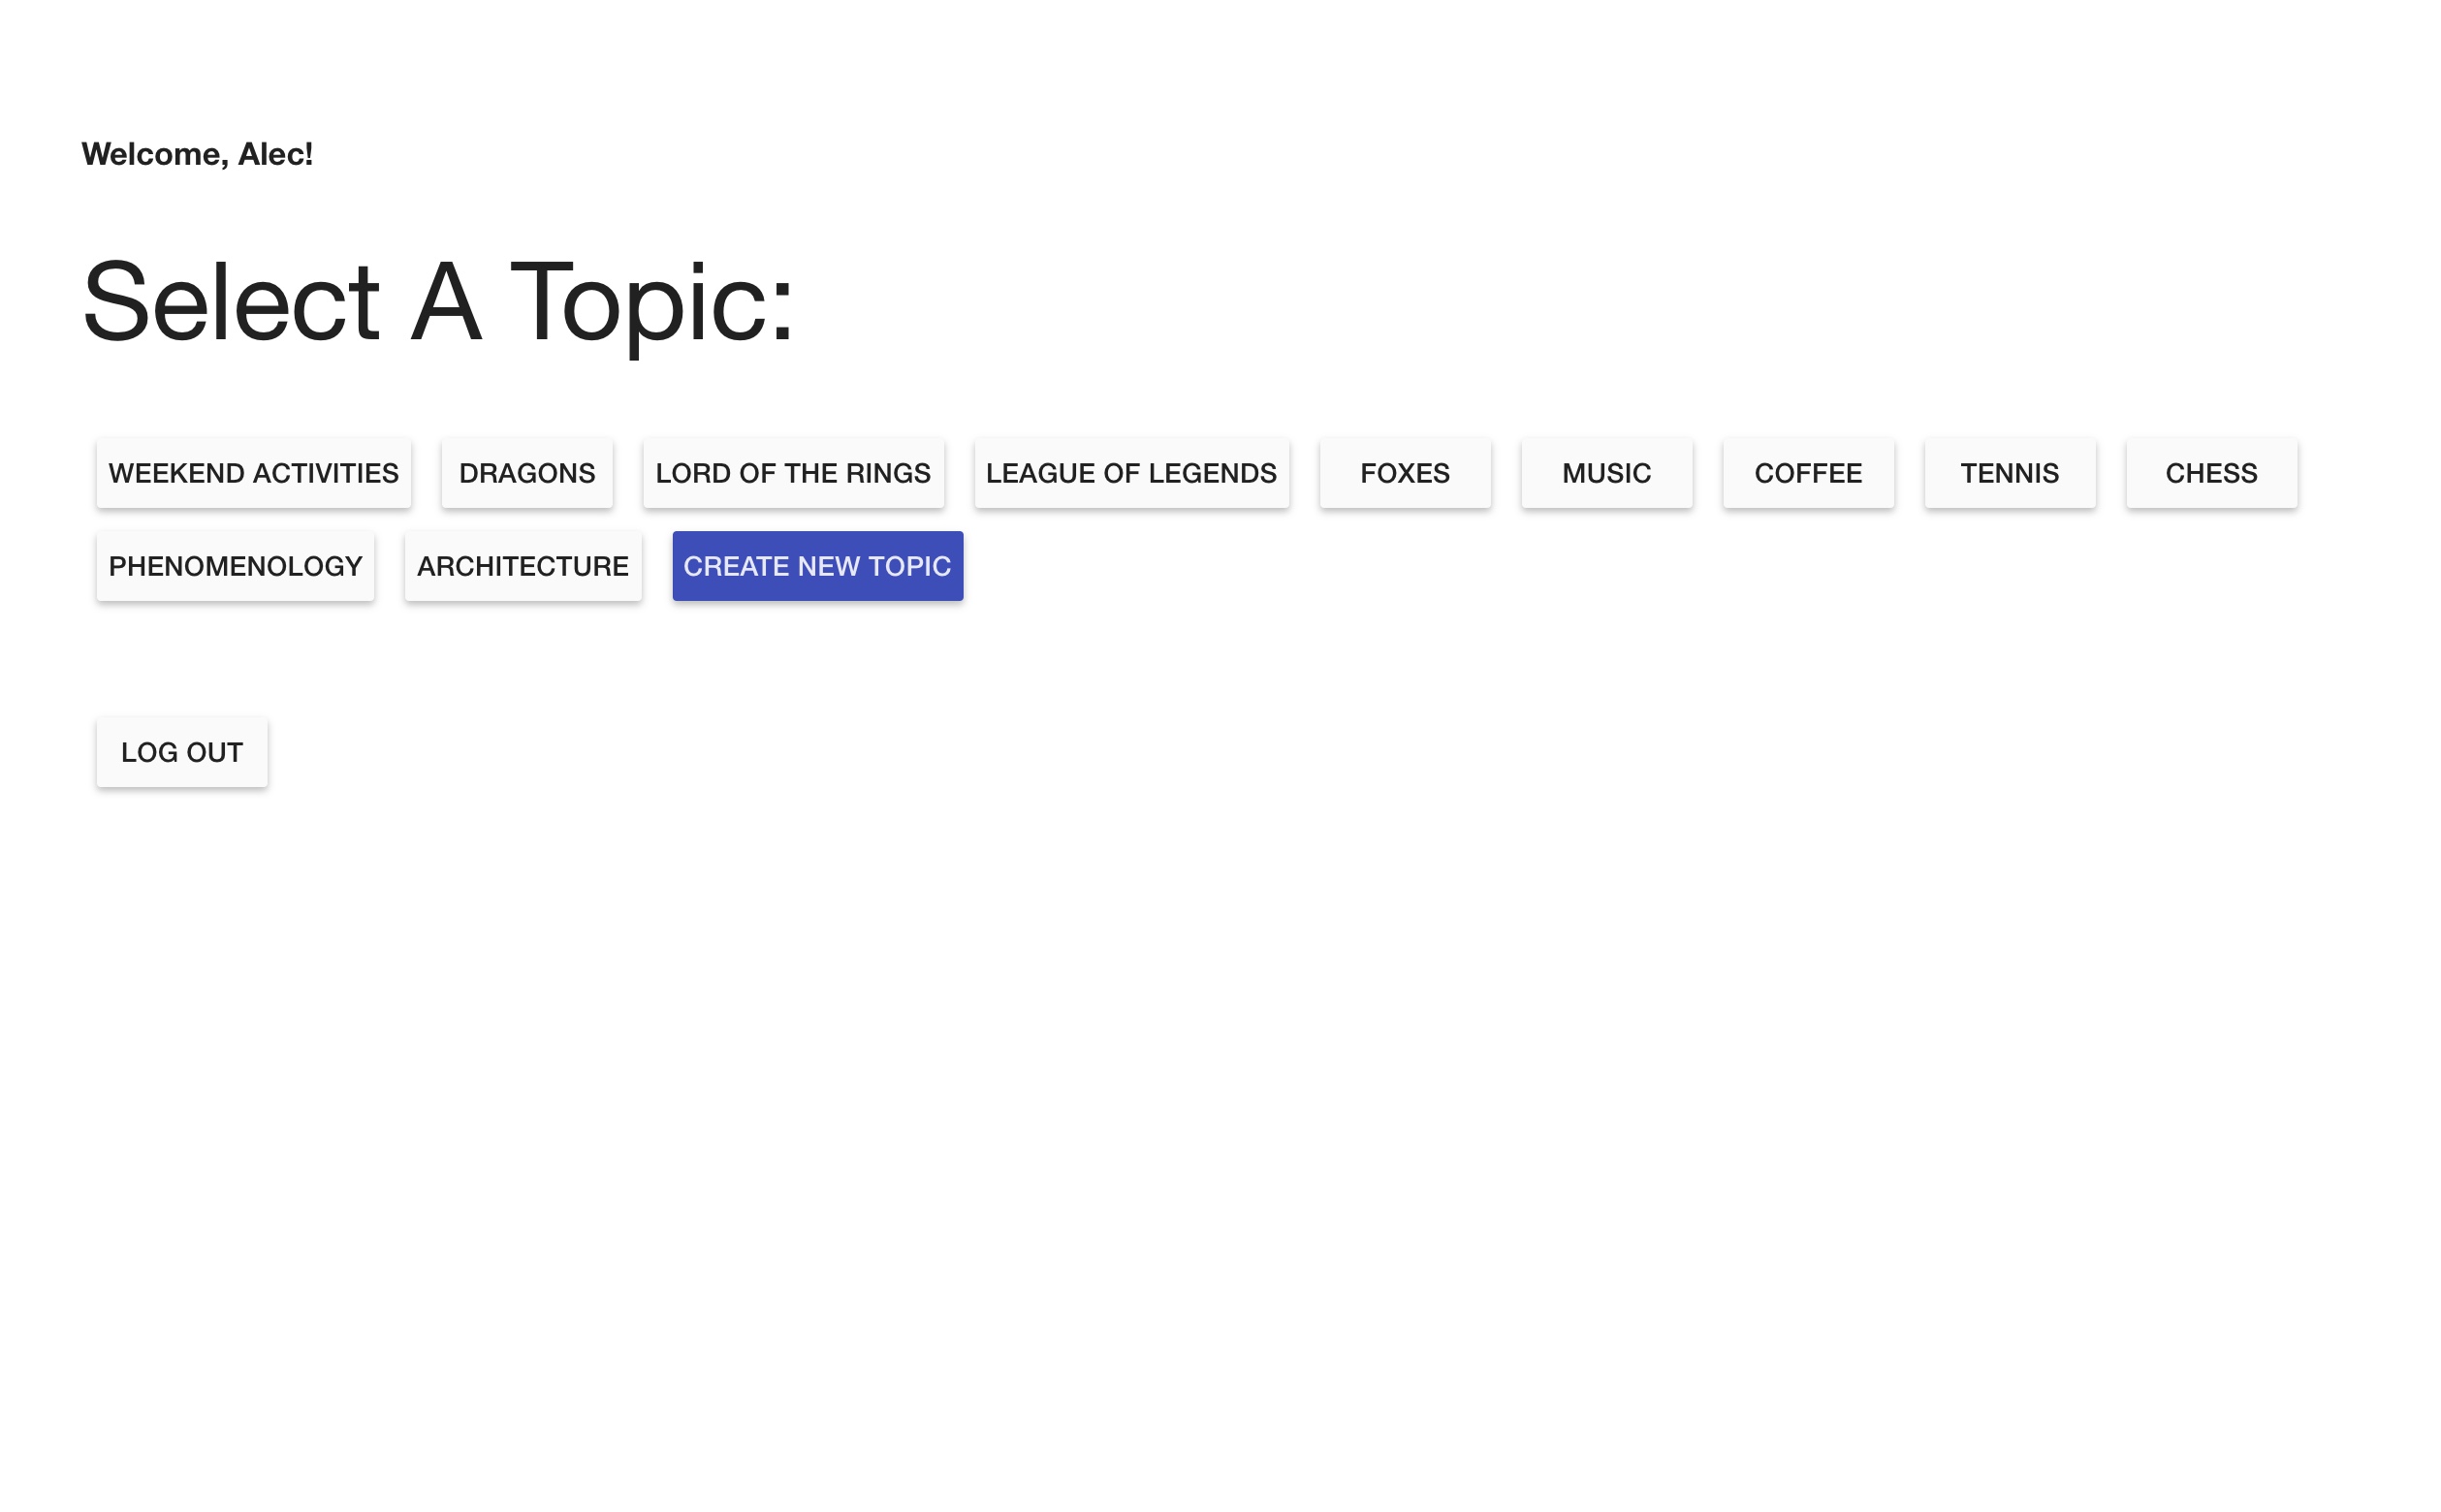 Welcome, Alec!
Select A Topic:
WEEKEND ACTIVITIES DRAGONS LORD OF THE RINGS LEAGUE OF LEGENDS FOXES MUSIC COFFEE TENNIS CHESS
PHENOMENOLOGY ARCHITECTURE CREATE NEW TOPIC
LOG OUT